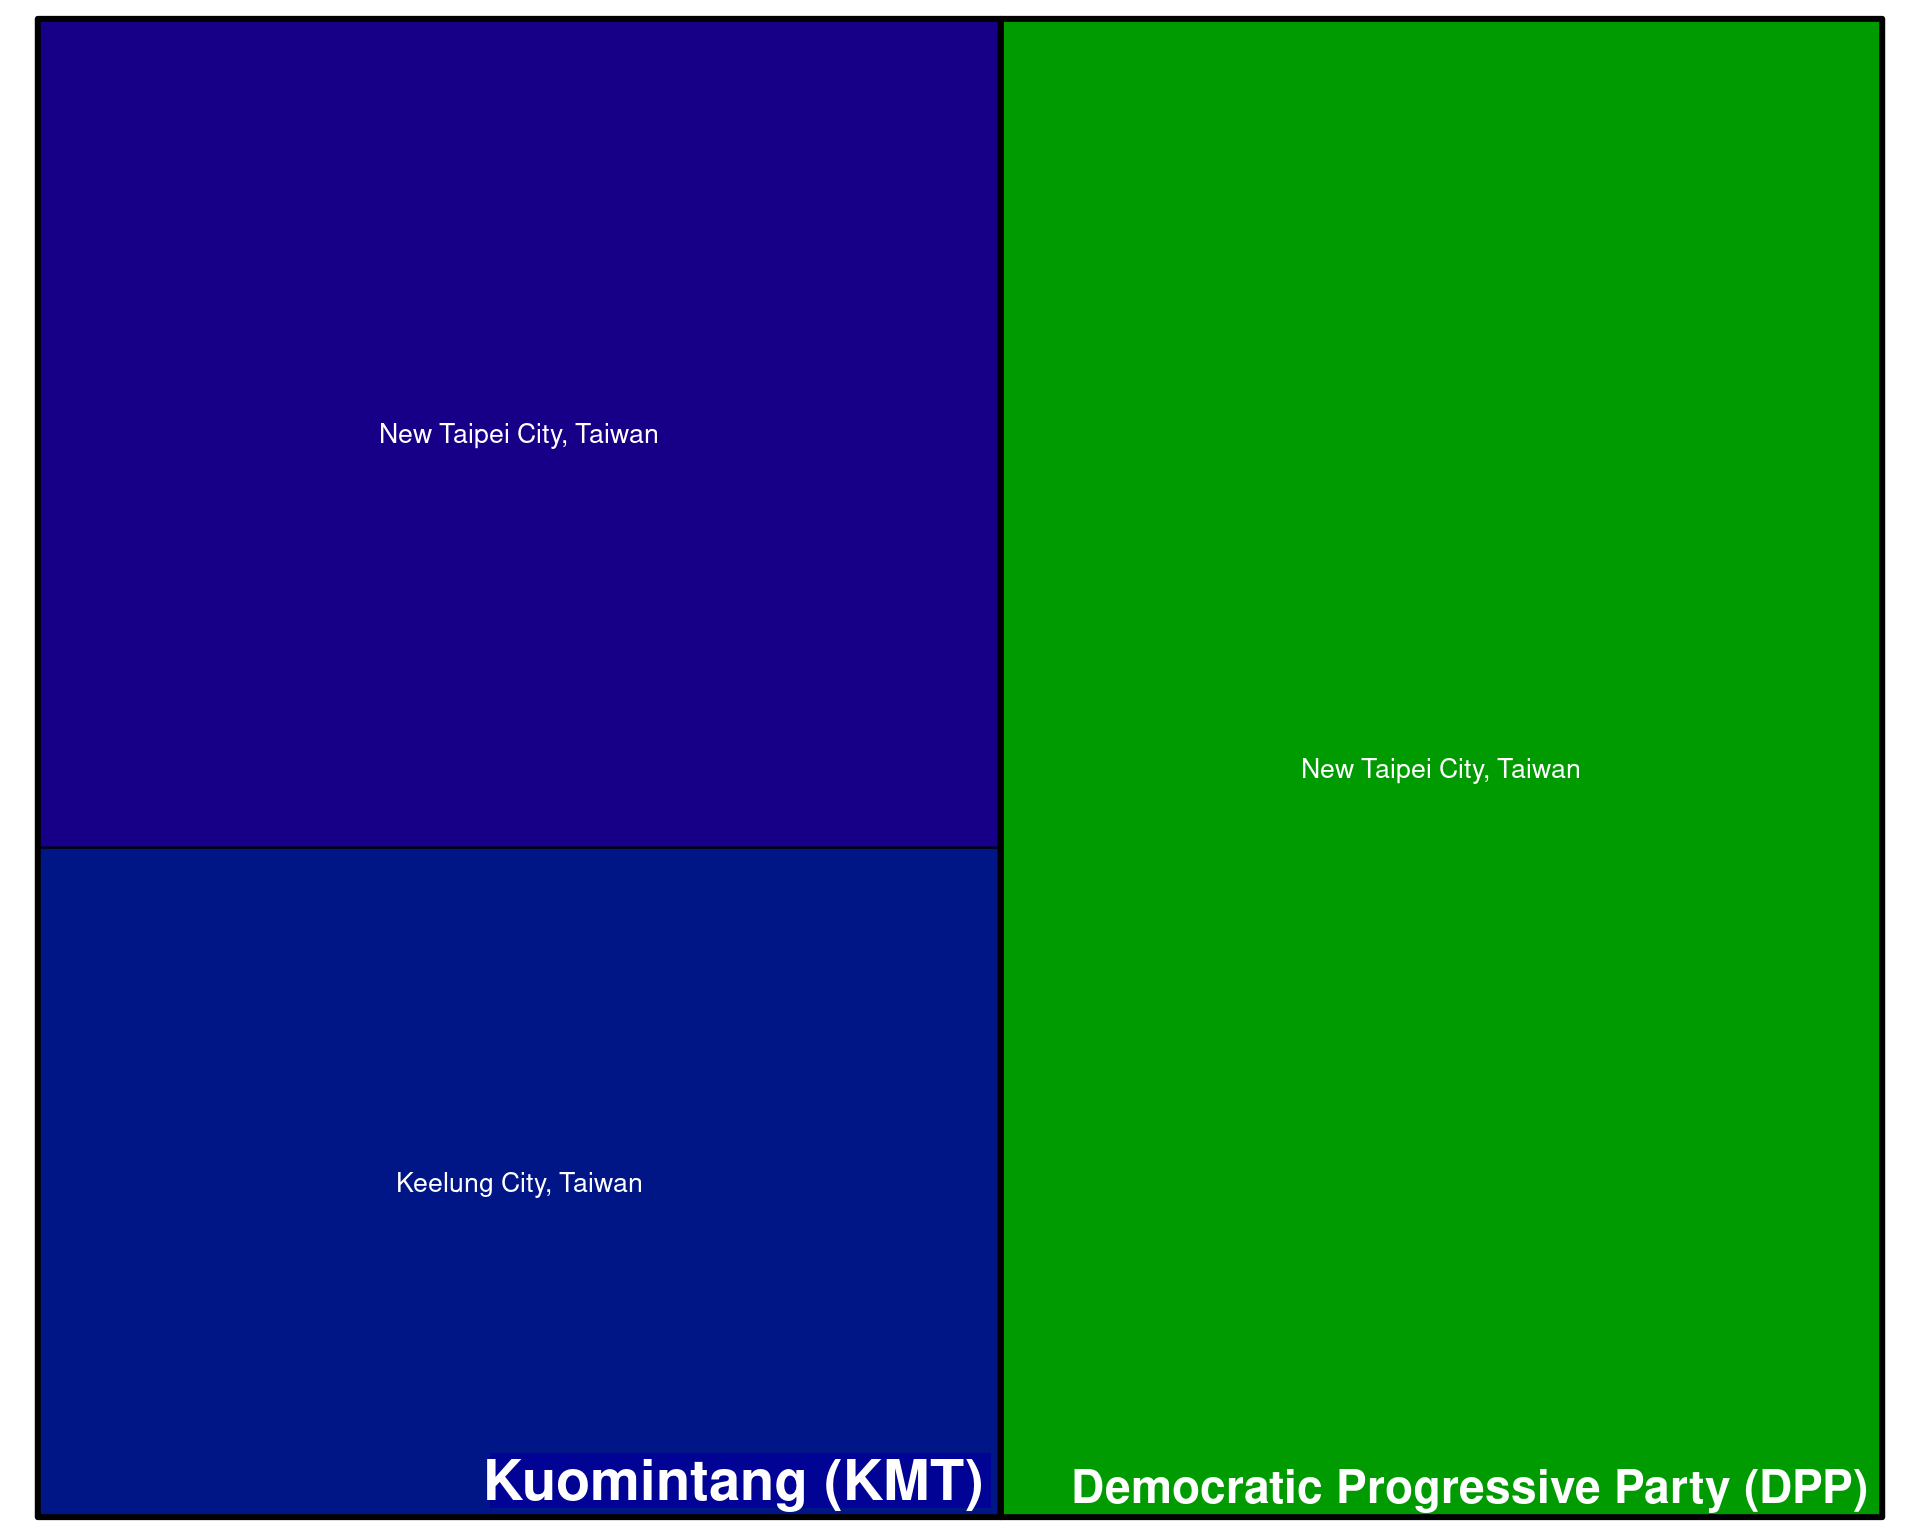 New Taipei City, Taiwan
Keelung City, Taiwan
Kuomintang (KMT)
New Taipei City, Taiwan
Democratic Progressive Party (DPP)